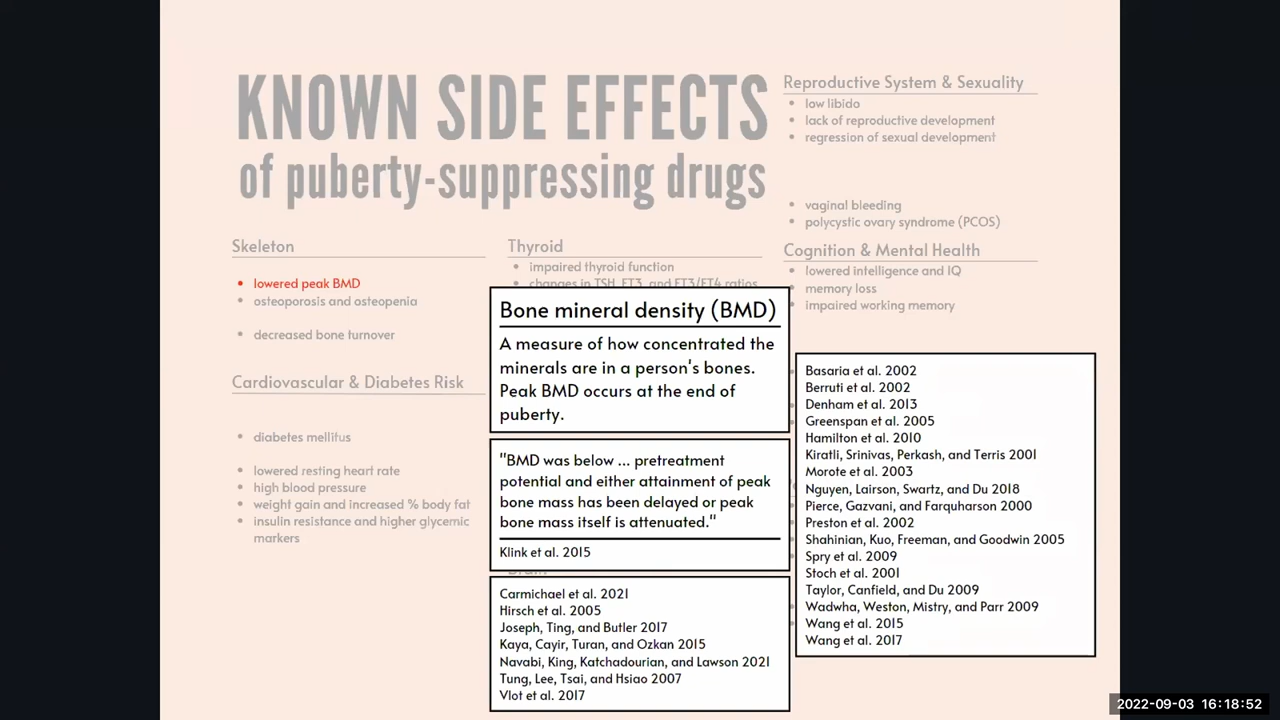 KNOWN SIDE EFFECTS
of puberty-suppressing drugs
Skeleton
• lowered peak BMD
• osteoporosis and osteopenia
• decreased bone turnover
Cardiovascular & Diabetes Risk
• diabetes mellitus
• lowered resting heart rate
• high blood pressure
• weight gain and increased % body fat
• insulin resistance and higher glycemic
markers
Thyroid
• impaired thyroid function
• changes in TSH, FT3, and FT3/FT4 ratios
Bone mineral density (BMD)
A measure of how concentrated the
minerals are in a person's bones.
Peak BMD occurs at the end of
puberty.
"BMD was below ... pretreatment
potential and either attainment of peak
bone mass has been delayed or peak
bone mass itself is attenuated."
Klink et al. 2015
Carmichael et al. 2021
Hirsch et al. 2005
Joseph, Ting, and Butler 2017
Kaya, Cayir, Turan, and Ozkan 2015
Navabi, King, Katchadourian, and Lawson 2021
Tung, Lee, Tsai, and Hsiao 2007
Vlot et al. 2017
Reproductive System & Sexuality
• low libido
• lack of reproductive development
• regression of sexual development
• vaginal bleeding
• polycystic ovary syndrome (PCOS)
Cognition & Mental Health
• lowered intelligence and IQ
• memory loss
• impaired working memory
Basaria et al. 2002
Berruti et al. 2002
Denham et al. 2013
Greenspan et al. 2005
Hamilton et al. 2010
Kiratli, Srinivas, Perkash, and Terris 2001
Morote et al. 2003
Nguyen, Lairson, Swartz, and Du 2018
Pierce, Gazvani, and Farquharson 2000
Preston et al. 2002
Shahinian, Kuo, Freeman, and Goodwin 2005
Spry et al. 2009
Stoch et al. 2001
Taylor, Canfield, and Du 2009
Wadwha, Weston, Mistry, and Parr 2009
Wang et al. 2015
Wang et al. 2017
2022-09-03 16:18:52